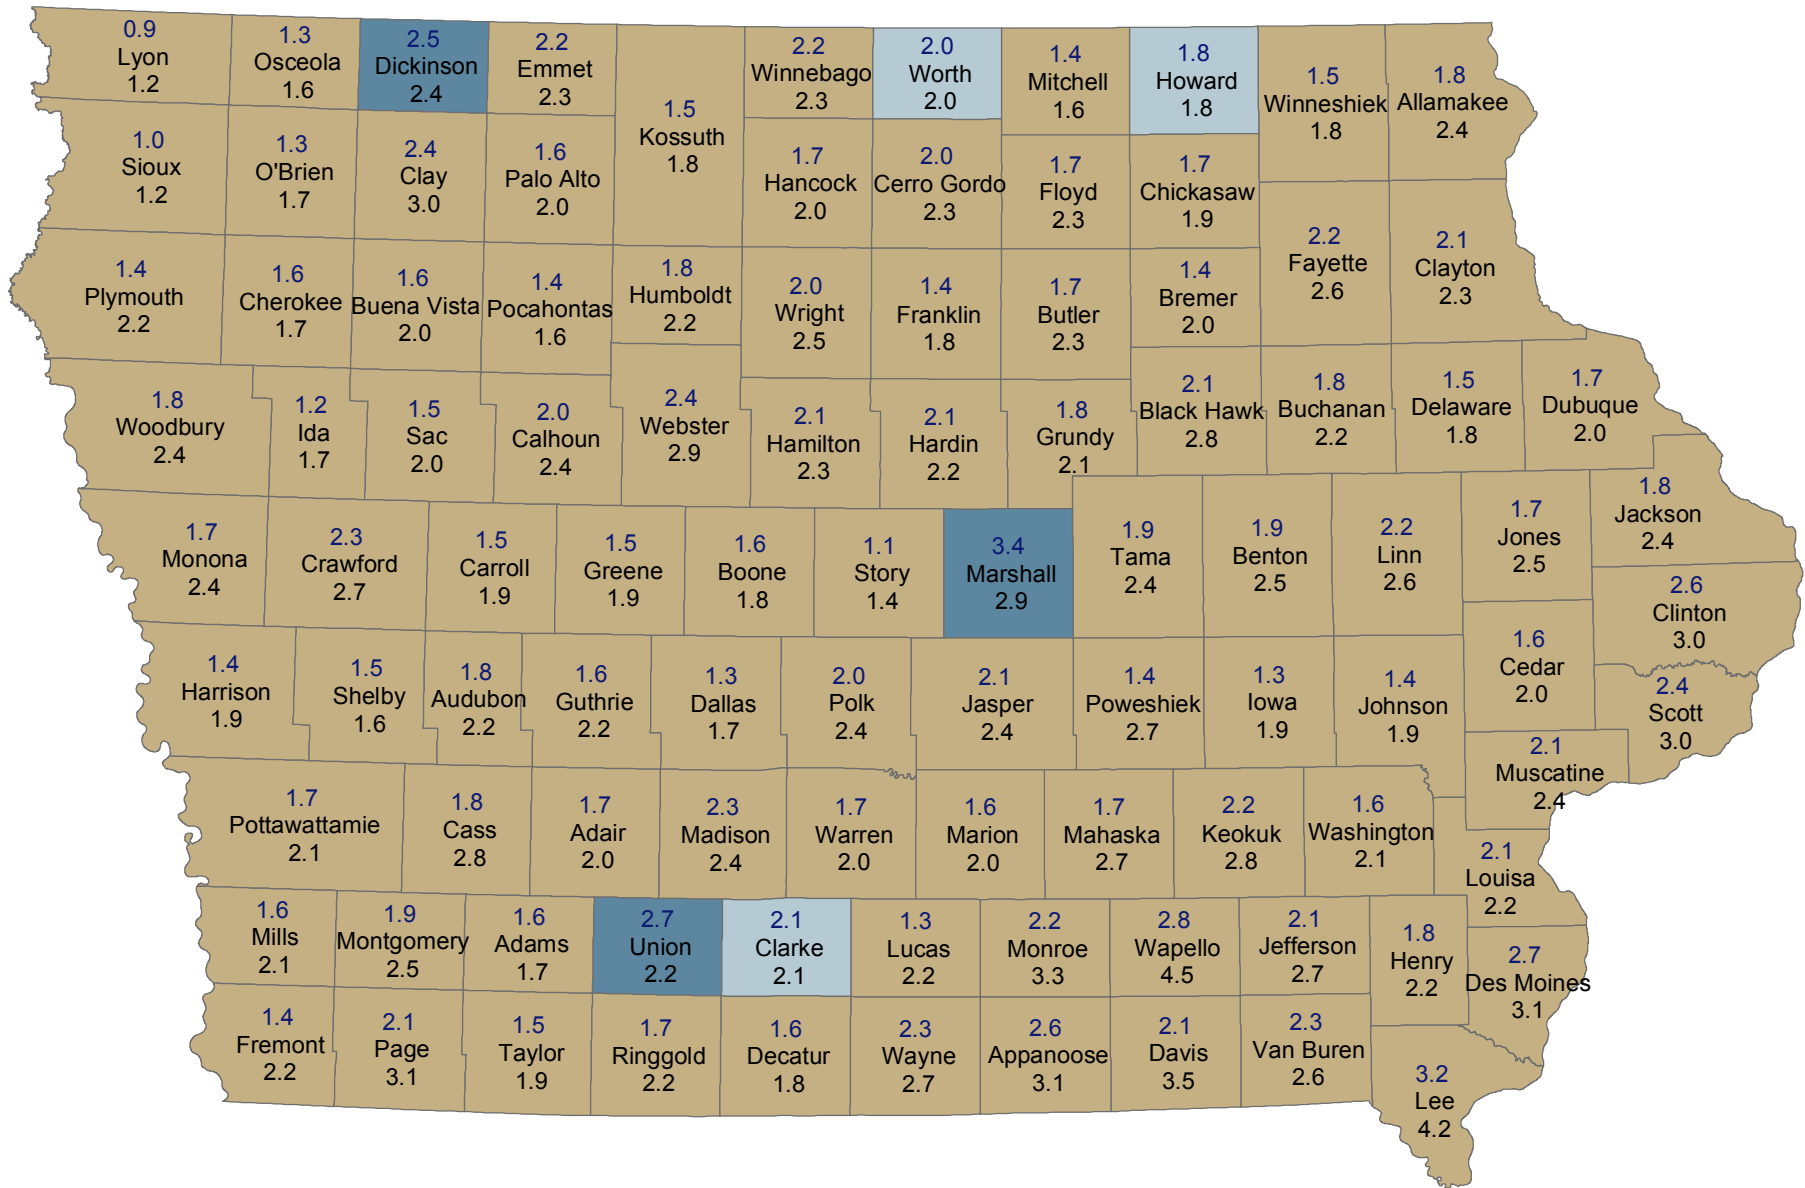 0.9
Lyon
1.2
1.3
Osceola
1.6
2.5
Dickinson
2.4
2.2
Emmet
2.3
1.5
Kossuth
1.8
2.2
Winnebago
2.3
2.0
Worth
2.0
1.4
Mitchell
1.6
1.8
Howard
1.8
1.5
Winneshiek
1.8
1.8
Allamakee
2.4
1.0
Sioux
1.2
1.3
O'Brien
1.7
2.4
Clay
3.0
1.6
Palo Alto
2.0
1.7
Hancock
2.0
2.0
Cerro Gordo
2.3
1.7
Floyd
2.3
1.7
Chickasaw
1.9
2.2
Fayette
2.6
2.1
Clayton
2.3
1.4
Plymouth
2.2
1.6
Cherokee
1.7
1.6
Buena Vista
2.0
1.4
Pocahontas
1.6
1.8
Humboldt
2.2
2.0
Wright
2.5
1.4
Franklin
1.8
1.7
Butler
2.3
1.4
Bremer
2.0
1.8
Woodbury
2.4
1.2
Ida
1.7
1.5
Sac
2.0
2.0
Calhoun
2.4
2.4
Webster
2.9
2.1
Hamilton
2.3
2.1
Hardin
2.2
1.8
Grundy
2.1
2.1
Black Hawk
2.8
1.8
Buchanan
2.2
1.5
Delaware
1.8
1.7
Dubuque
2.0
1.7
Monona
2.4
2.3
Crawford
2.7
1.5
Carroll
1.9
1.5
Greene
1.9
1.6
Boone
1.8
1.1
Story
1.4
3.4
Marshall
2.9
1.9
Tama
2.4
1.9
Benton
2.5
2.2
Linn
2.6
1.7
Jones
2.5
1.8
Jackson
2.4
2.6
Clinton
3.0
1.4
Harrison
1.9
1.5
Shelby
1.6
1.8
Audubon
2.2
1.6
Guthrie
2.2
1.3
Dallas
1.7
2.0
Polk
2.4
2.1
Jasper
2.4
1.4
Poweshiek
2.7
1.3
Iowa
1.9
1.4
Johnson
1.9
1.6
Cedar
2.0
2.4
Scott
3.0
2.1
Muscatine
2.4
1.7
Pottawattamie
2.1
1.8
Cass
2.8
1.7
Adair
2.0
2.3
Madison
2.4
1.7
Warren
2.0
1.6
Marion
2.0
1.7
Mahaska
2.7
2.2
Keokuk
2.8
1.6
Washington
2.1
2.1
Louisa
2.2
1.6
Mills
2.1
1.9
Montgomery
2.5
1.6
Adams
1.7
2.7
Union
2.2
2.1
Clarke
2.1
1.3
Lucas
2.2
2.2
Monroe
3.3
2.8
Wapello
4.5
2.1
Jefferson
2.7
1.8
Henry
2.2
2.7
Des Moines
3.1
1.4
Fremont
2.2
2.1
Page
3.1
1.5
Taylor
1.9
1.7
Ringgold
2.2
1.6
Decatur
1.8
2.3
Wayne
2.7
2.6
Appanoose
3.1
2.1
Davis
3.5
2.3
Van Buren
2.6
3.2
Lee
4.2